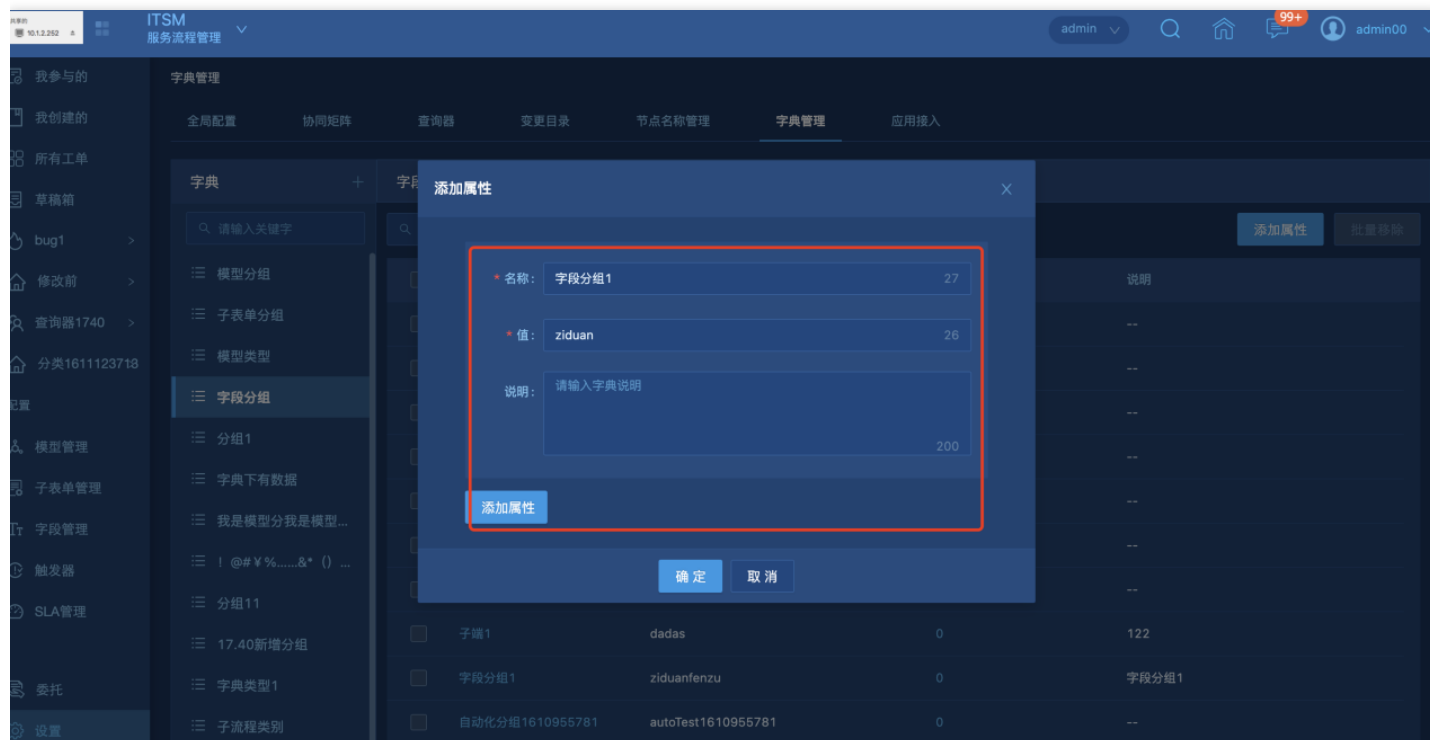 共享的
10.1.2.252
ITSM
服务流程管理
admin
99+
admin00
我参与的
我创建的
所有工单
草稿箱
bug1
修改前
查询器1740
分类1611123718
配置
模型管理
子表单管理
字段管理
触发器
SLA管理
委托
设置
字典管理
全局配置 协同矩阵 查询器 变更目录 节点名称管理 字典管理 应用接入
字典
请输入关键字
模型分组
子表单分组
模型类型
字段分组
分组1
字典下有数据
我是模型分我是模型...
！@#￥%……&*（）...
分组11
17.40新增分组
字典类型1
子流程类别
字段
添加属性 批量移除
说明
--
--
--
--
--
--
--
子端1 dadas 0 122
字段分组1 ziduanfenzu 0 字段分组1
自动化分组1610955781 autoTest1610955781 0 --
添加属性
* 名称: 字段分组1 27
* 值: ziduan 26
说明: 请输入字典说明
200
添加属性
确 定 取 消